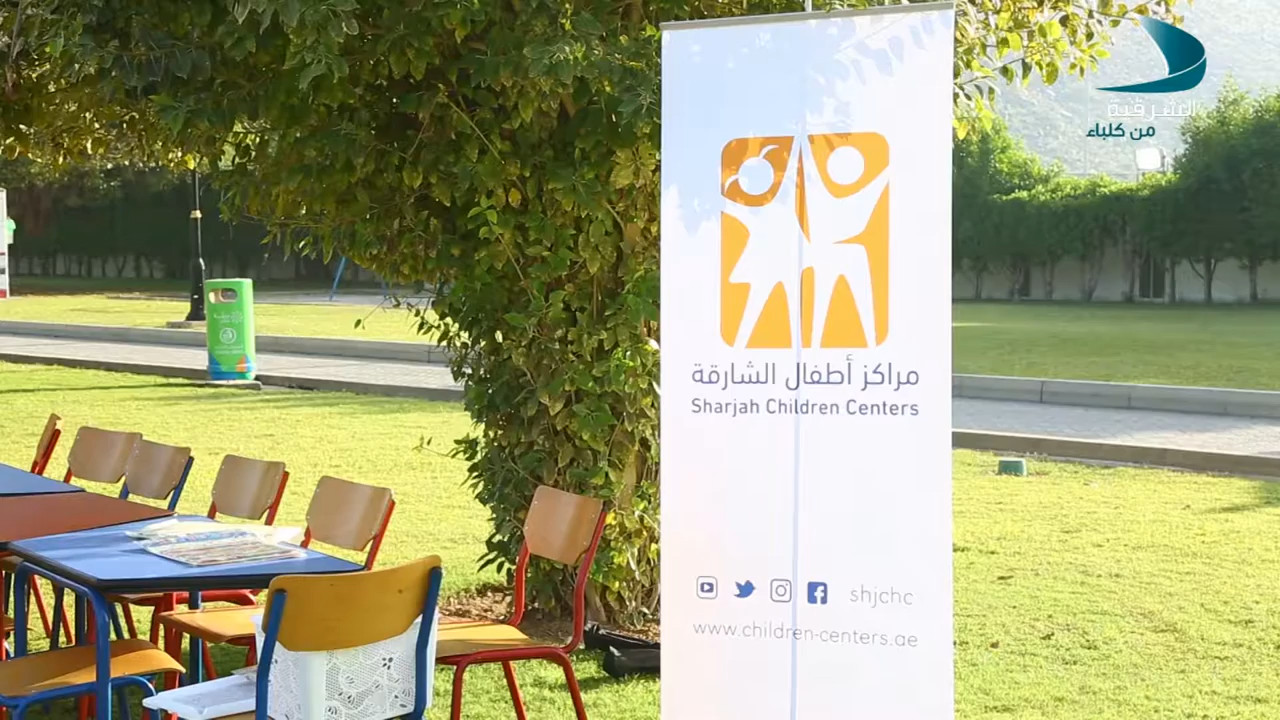 الشرقية
من كلباء
مراكز أطفال الشارقة
Sharjah Children Centers
shjchc
www.children-centers.ae